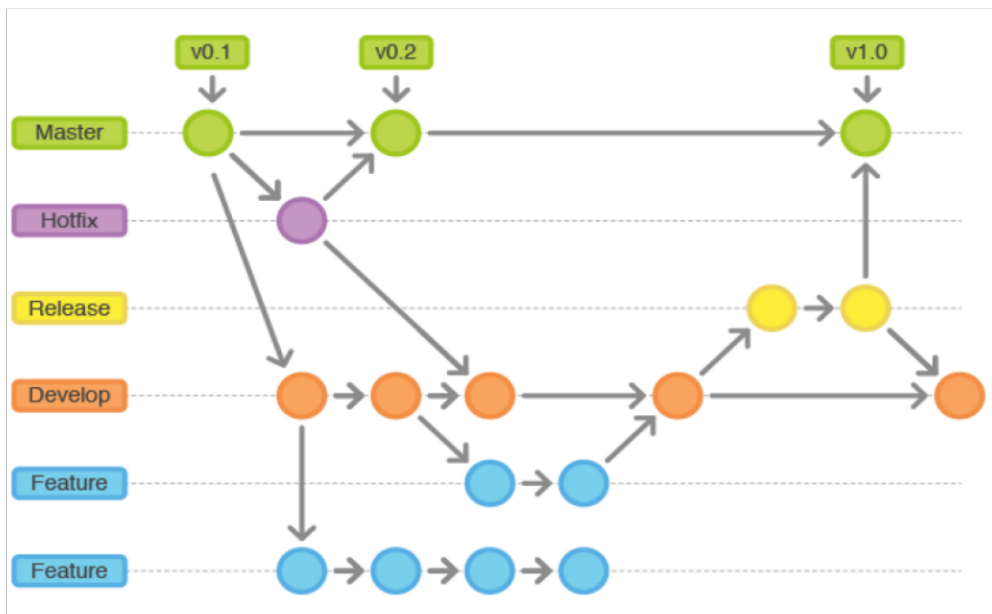 v0.1
v0.2
v1.0
Master
Hotfix
Release
Develop
Feature
Feature